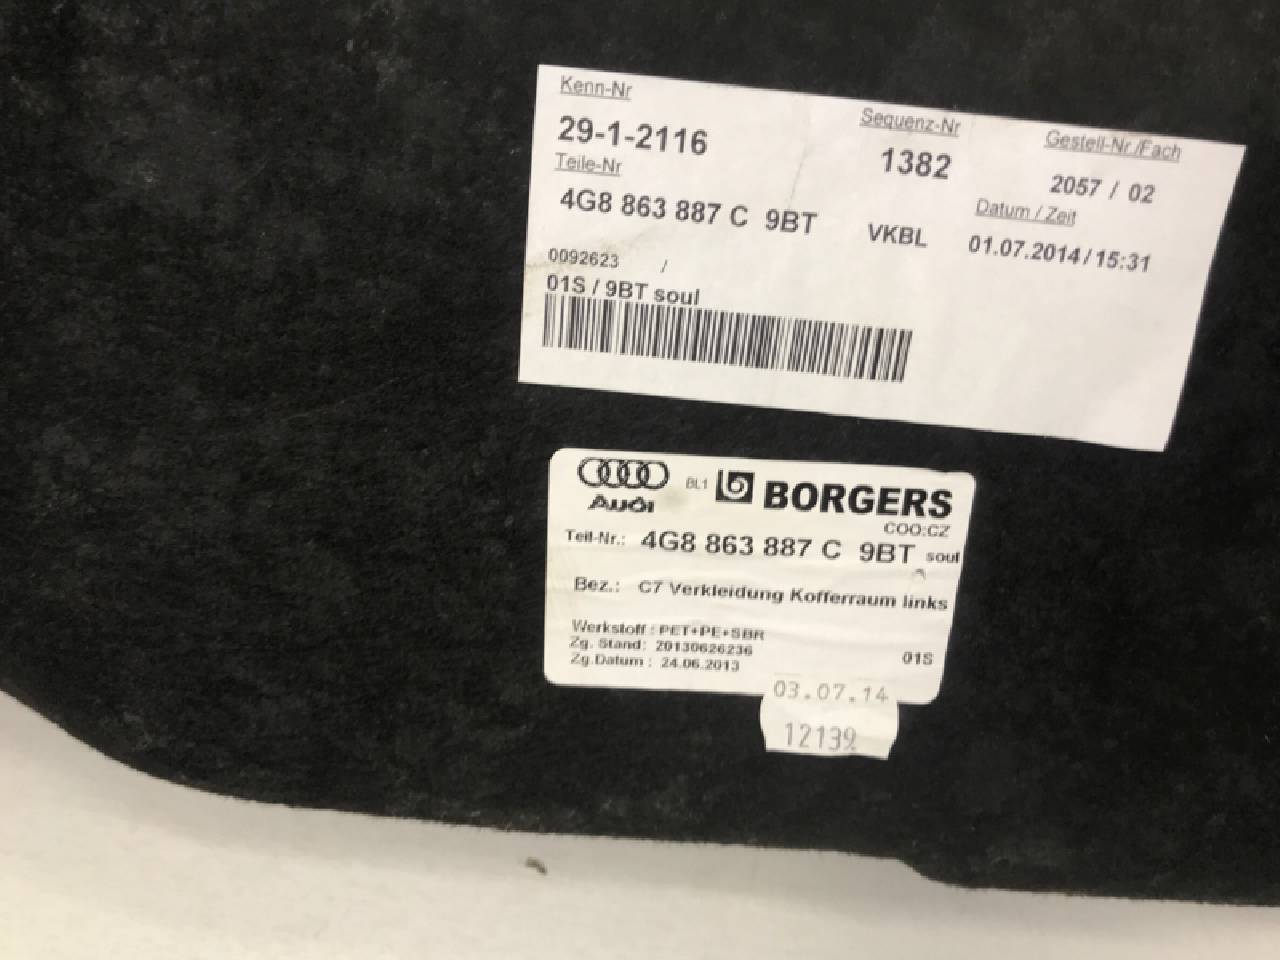 Kenn-Nr
29-1-2116
Sequenz-Nr
1382
Gestell-Nr./Fach
2057 / 02
Teile-Nr
4G8 863 887 C 9BT
VKBL
Datum / Zeit
01.07.2014/15:31
0092623 /
01S / 9BT soul
Audi
BL1
BORGERS
COO:CZ
Teil-Nr.: 4G8 863 887 C 9BT soul
Bez.: C7 Verkleidung Kofferraum links
Werkstoff : PET+PE+SBR
Zg. Stand: 20130626236
Zg.Datum : 24.06.2013
01S
03.07.14
12139